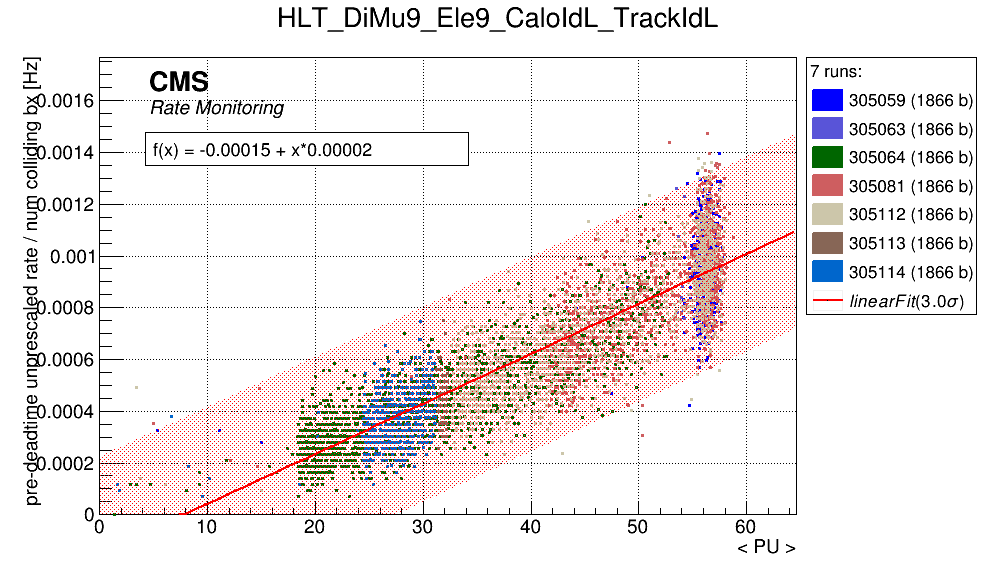 HLT_DiMu9_Ele9_CaloIdL_TrackIdL
pre-deadtime unprescaled rate / num colliding bx [Hz]
CMS
Rate Monitoring
f(x) = -0.00015 + x*0.00002
0.0016
0.0014
0.0012
0.001
0.0008
0.0006
0.0004
0.0002
0
0 10 20 30 40 50 60
< PU >
7 runs:
305059 (1866 b)
305063 (1866 b)
305064 (1866 b)
305081 (1866 b)
305112 (1866 b)
305113 (1866 b)
305114 (1866 b)
linearFit(3.0σ)